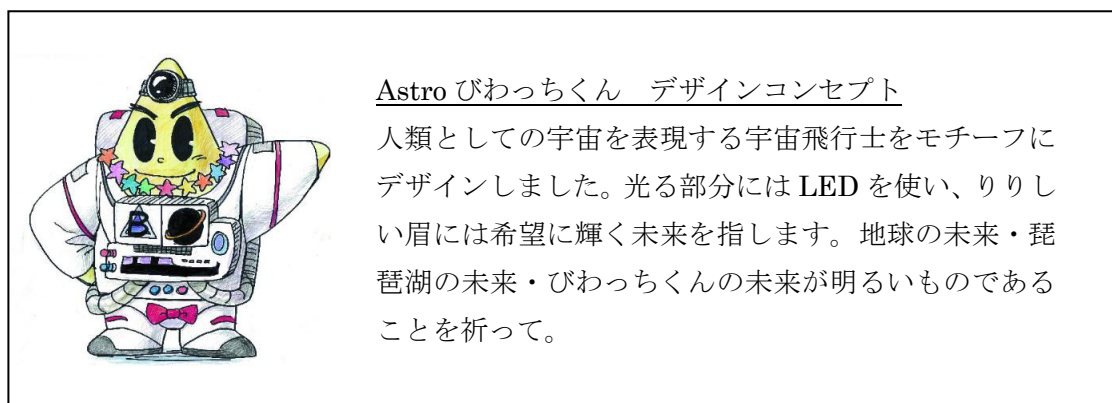 Astro びわっちくん　デザインコンセプト
人類としての宇宙を表現する宇宙飛行士をモチーフに
デザインしました。光る部分には LED を使い、りりし
い眉には希望に輝く未来を指します。地球の未来・琵
琶湖の未来・びわっちくんの未来が明るいものである
ことを祈って。
B